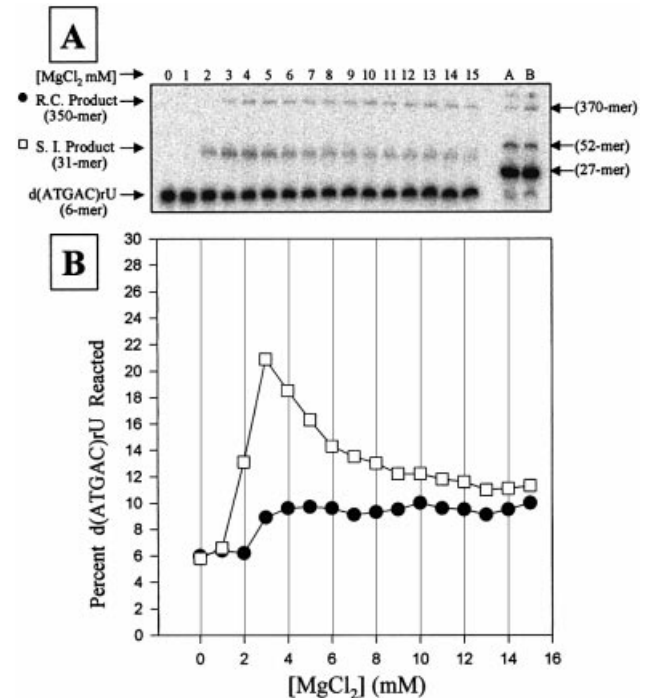 A
[MgCl2 mM] 0 1 2 3 4 5 6 7 8 9 10 11 12 13 14 15 A B
R.C. Product
(350-mer)
(370-mer)
S. I. Product
(31-mer)
(52-mer)
(27-mer)
d(ATGAC)rU
(6-mer)
B
Percent d(ATGAC)rU Reacted
30
28
26
24
22
20
18
16
14
12
10
8
6
4
2
0
0 2 4 6 8 10 12 14 16
[MgCl2] (mM)